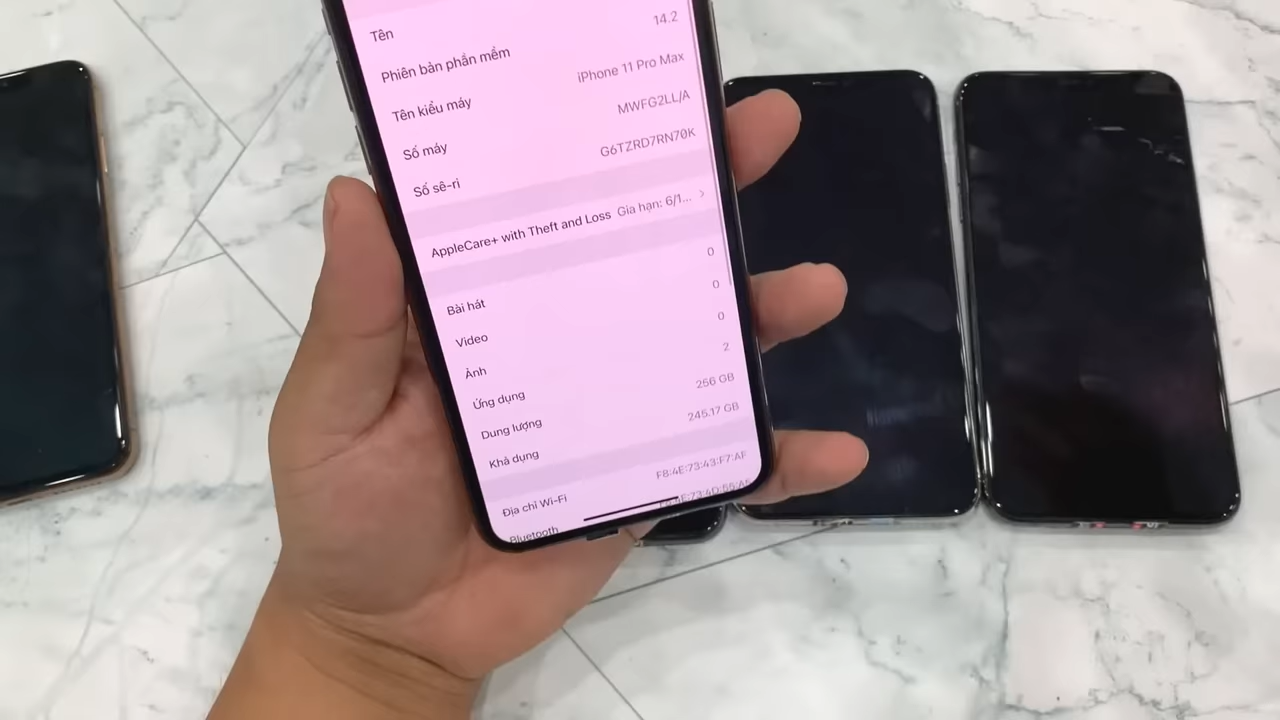 Tên
Phiên bản phần mềm 14.2
Tên kiểu máy iPhone 11 Pro Max
Số máy MWFG2LL/A
Số sê-ri G6TZRD7RN70K
AppleCare+ with Theft and Loss Gia hạn: 6/1... >
Bài hát 0
Video 0
Ảnh 0
Ứng dụng 2
Dung lượng 256 GB
Khả dụng 245.17 GB
Địa chỉ Wi-Fi F8:4E:73:43:F7:AF
Bluetooth